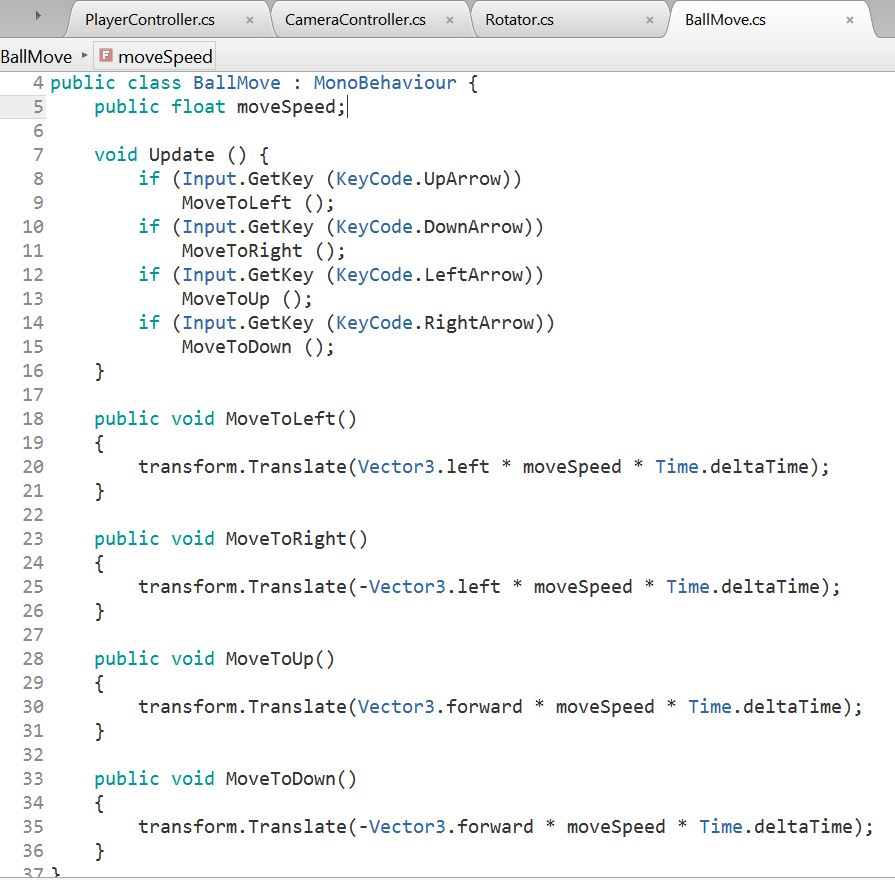 PlayerController.cs × CameraController.cs × Rotator.cs × BallMove.cs ×
BallMove ▸ F moveSpeed
4 public class BallMove : MonoBehaviour {
5 public float moveSpeed;
6
7 void Update () {
8 if (Input.GetKey (KeyCode.UpArrow))
9 MoveToLeft ();
10 if (Input.GetKey (KeyCode.DownArrow))
11 MoveToRight ();
12 if (Input.GetKey (KeyCode.LeftArrow))
13 MoveToUp ();
14 if (Input.GetKey (KeyCode.RightArrow))
15 MoveToDown ();
16 }
17
18 public void MoveToLeft()
19 {
20 transform.Translate(Vector3.left * moveSpeed * Time.deltaTime);
21 }
22
23 public void MoveToRight()
24 {
25 transform.Translate(-Vector3.left * moveSpeed * Time.deltaTime);
26 }
27
28 public void MoveToUp()
29 {
30 transform.Translate(Vector3.forward * moveSpeed * Time.deltaTime);
31 }
32
33 public void MoveToDown()
34 {
35 transform.Translate(-Vector3.forward * moveSpeed * Time.deltaTime);
36 }
37 }